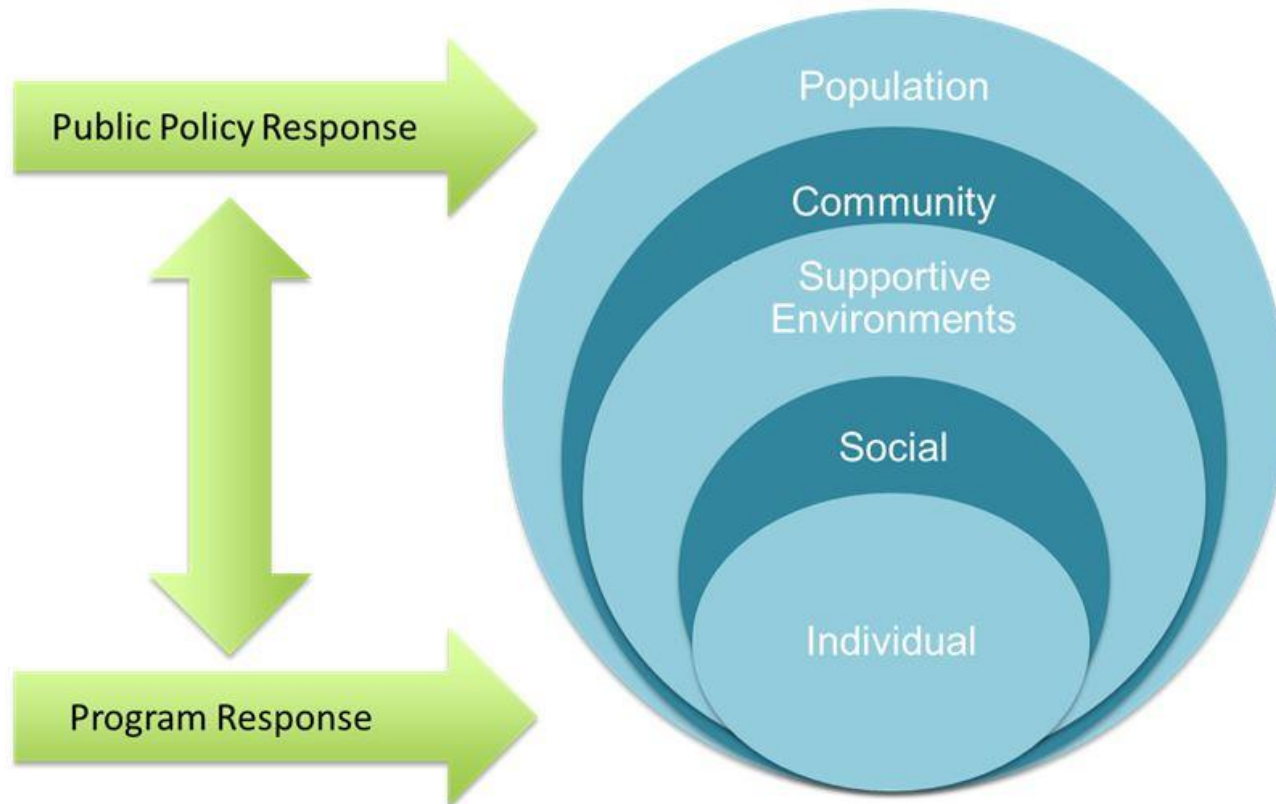 Public Policy Response
Program Response
Population
Community
Supportive
Environments
Social
Individual